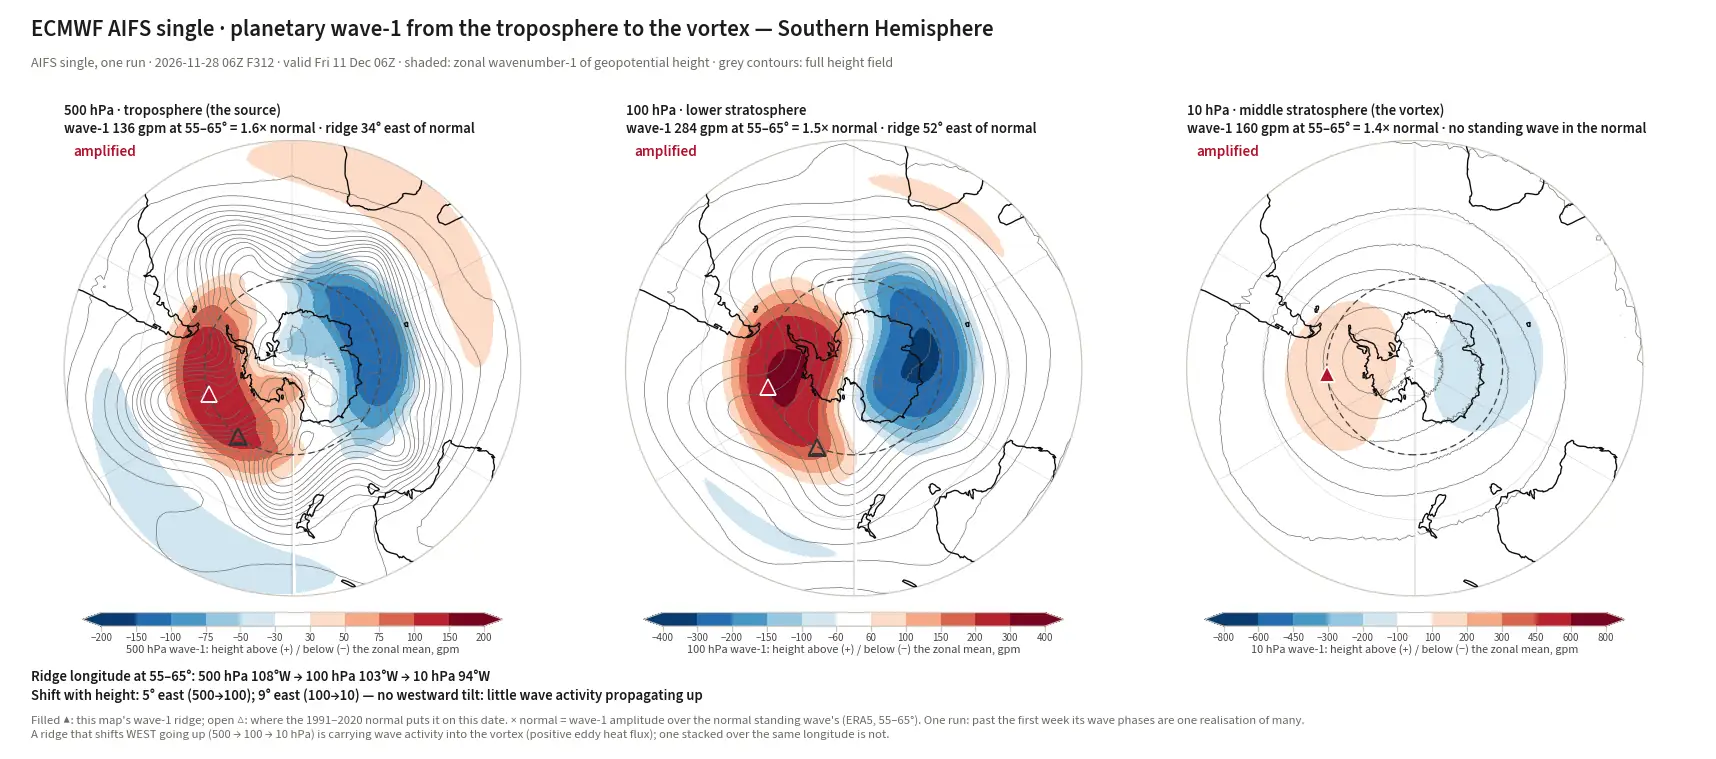 ECMWF AIFS single · planetary wave-1 from the troposphere to the vortex — Southern Hemisphere
AIFS single, one run · 2026-11-28 06Z F312 · valid Fri 11 Dec 06Z · shaded: zonal wavenumber-1 of geopotential height · grey contours: full height field
500 hPa · troposphere (the source)
wave-1 136 gpm at 55–65° = 1.6× normal · ridge 34° east of normal
amplified
100 hPa · lower stratosphere
wave-1 284 gpm at 55–65° = 1.5× normal · ridge 52° east of normal
amplified
10 hPa · middle stratosphere (the vortex)
wave-1 160 gpm at 55–65° = 1.4× normal · no standing wave in the normal
amplified
−200 −150 −100 −75 −50 −30 30 50 75 100 150 200
500 hPa wave-1: height above (+) / below (−) the zonal mean, gpm
−400 −300 −200 −150 −100 −60 60 100 150 200 300 400
100 hPa wave-1: height above (+) / below (−) the zonal mean, gpm
−800 −600 −450 −300 −200 −100 100 200 300 450 600 800
10 hPa wave-1: height above (+) / below (−) the zonal mean, gpm
Ridge longitude at 55–65°: 500 hPa 108°W → 100 hPa 103°W → 10 hPa 94°W
Shift with height: 5° east (500→100); 9° east (100→10) — no westward tilt: little wave activity propagating up
Filled ▲: this map's wave-1 ridge; open △: where the 1991–2020 normal puts it on this date. × normal = wave-1 amplitude over the normal standing wave's (ERA5, 55–65°). One run: past the first week its wave phases are one realisation of many.
A ridge that shifts WEST going up (500 → 100 → 10 hPa) is carrying wave activity into the vortex (positive eddy heat flux); one stacked over the same longitude is not.